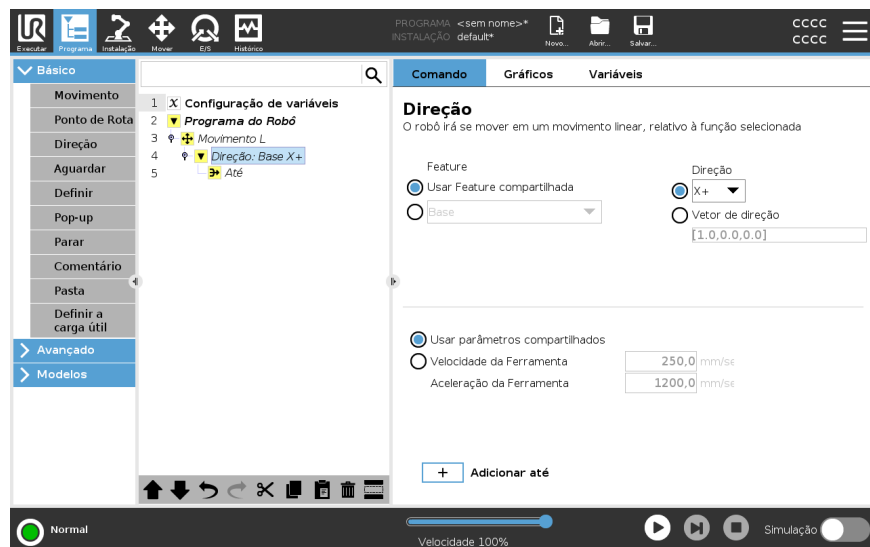 UR
PROGRAMA <sem nome>*
INSTALAÇÃO default*
CCCC
CCCC
Executar Programa Instalação Mover E/S Histórico Novo... Abrir... Salvar...
Básico
Movimento
Ponto de Rota
Direção
Aguardar
Definir
Pop-up
Parar
Comentário
Pasta
Definir a
carga útil
Avançado
Modelos
1 X Configuração de variáveis
2 Programa do Robô
3 Movimento L
4 Direção: Base X+
5 Até
Comando Gráficos Variáveis
Direção
O robô irá se mover em um movimento linear, relativo à função selecionada
Feature
Usar Feature compartilhada
Base
Direção
X+
Vetor de direção
[1.0,0.0,0.0]
Usar parâmetros compartilhados
Velocidade da Ferramenta 250,0 mm/s
Aceleração da Ferramenta 1200,0 mm/s
+ Adicionar até
Normal
Velocidade 100%
Simulação